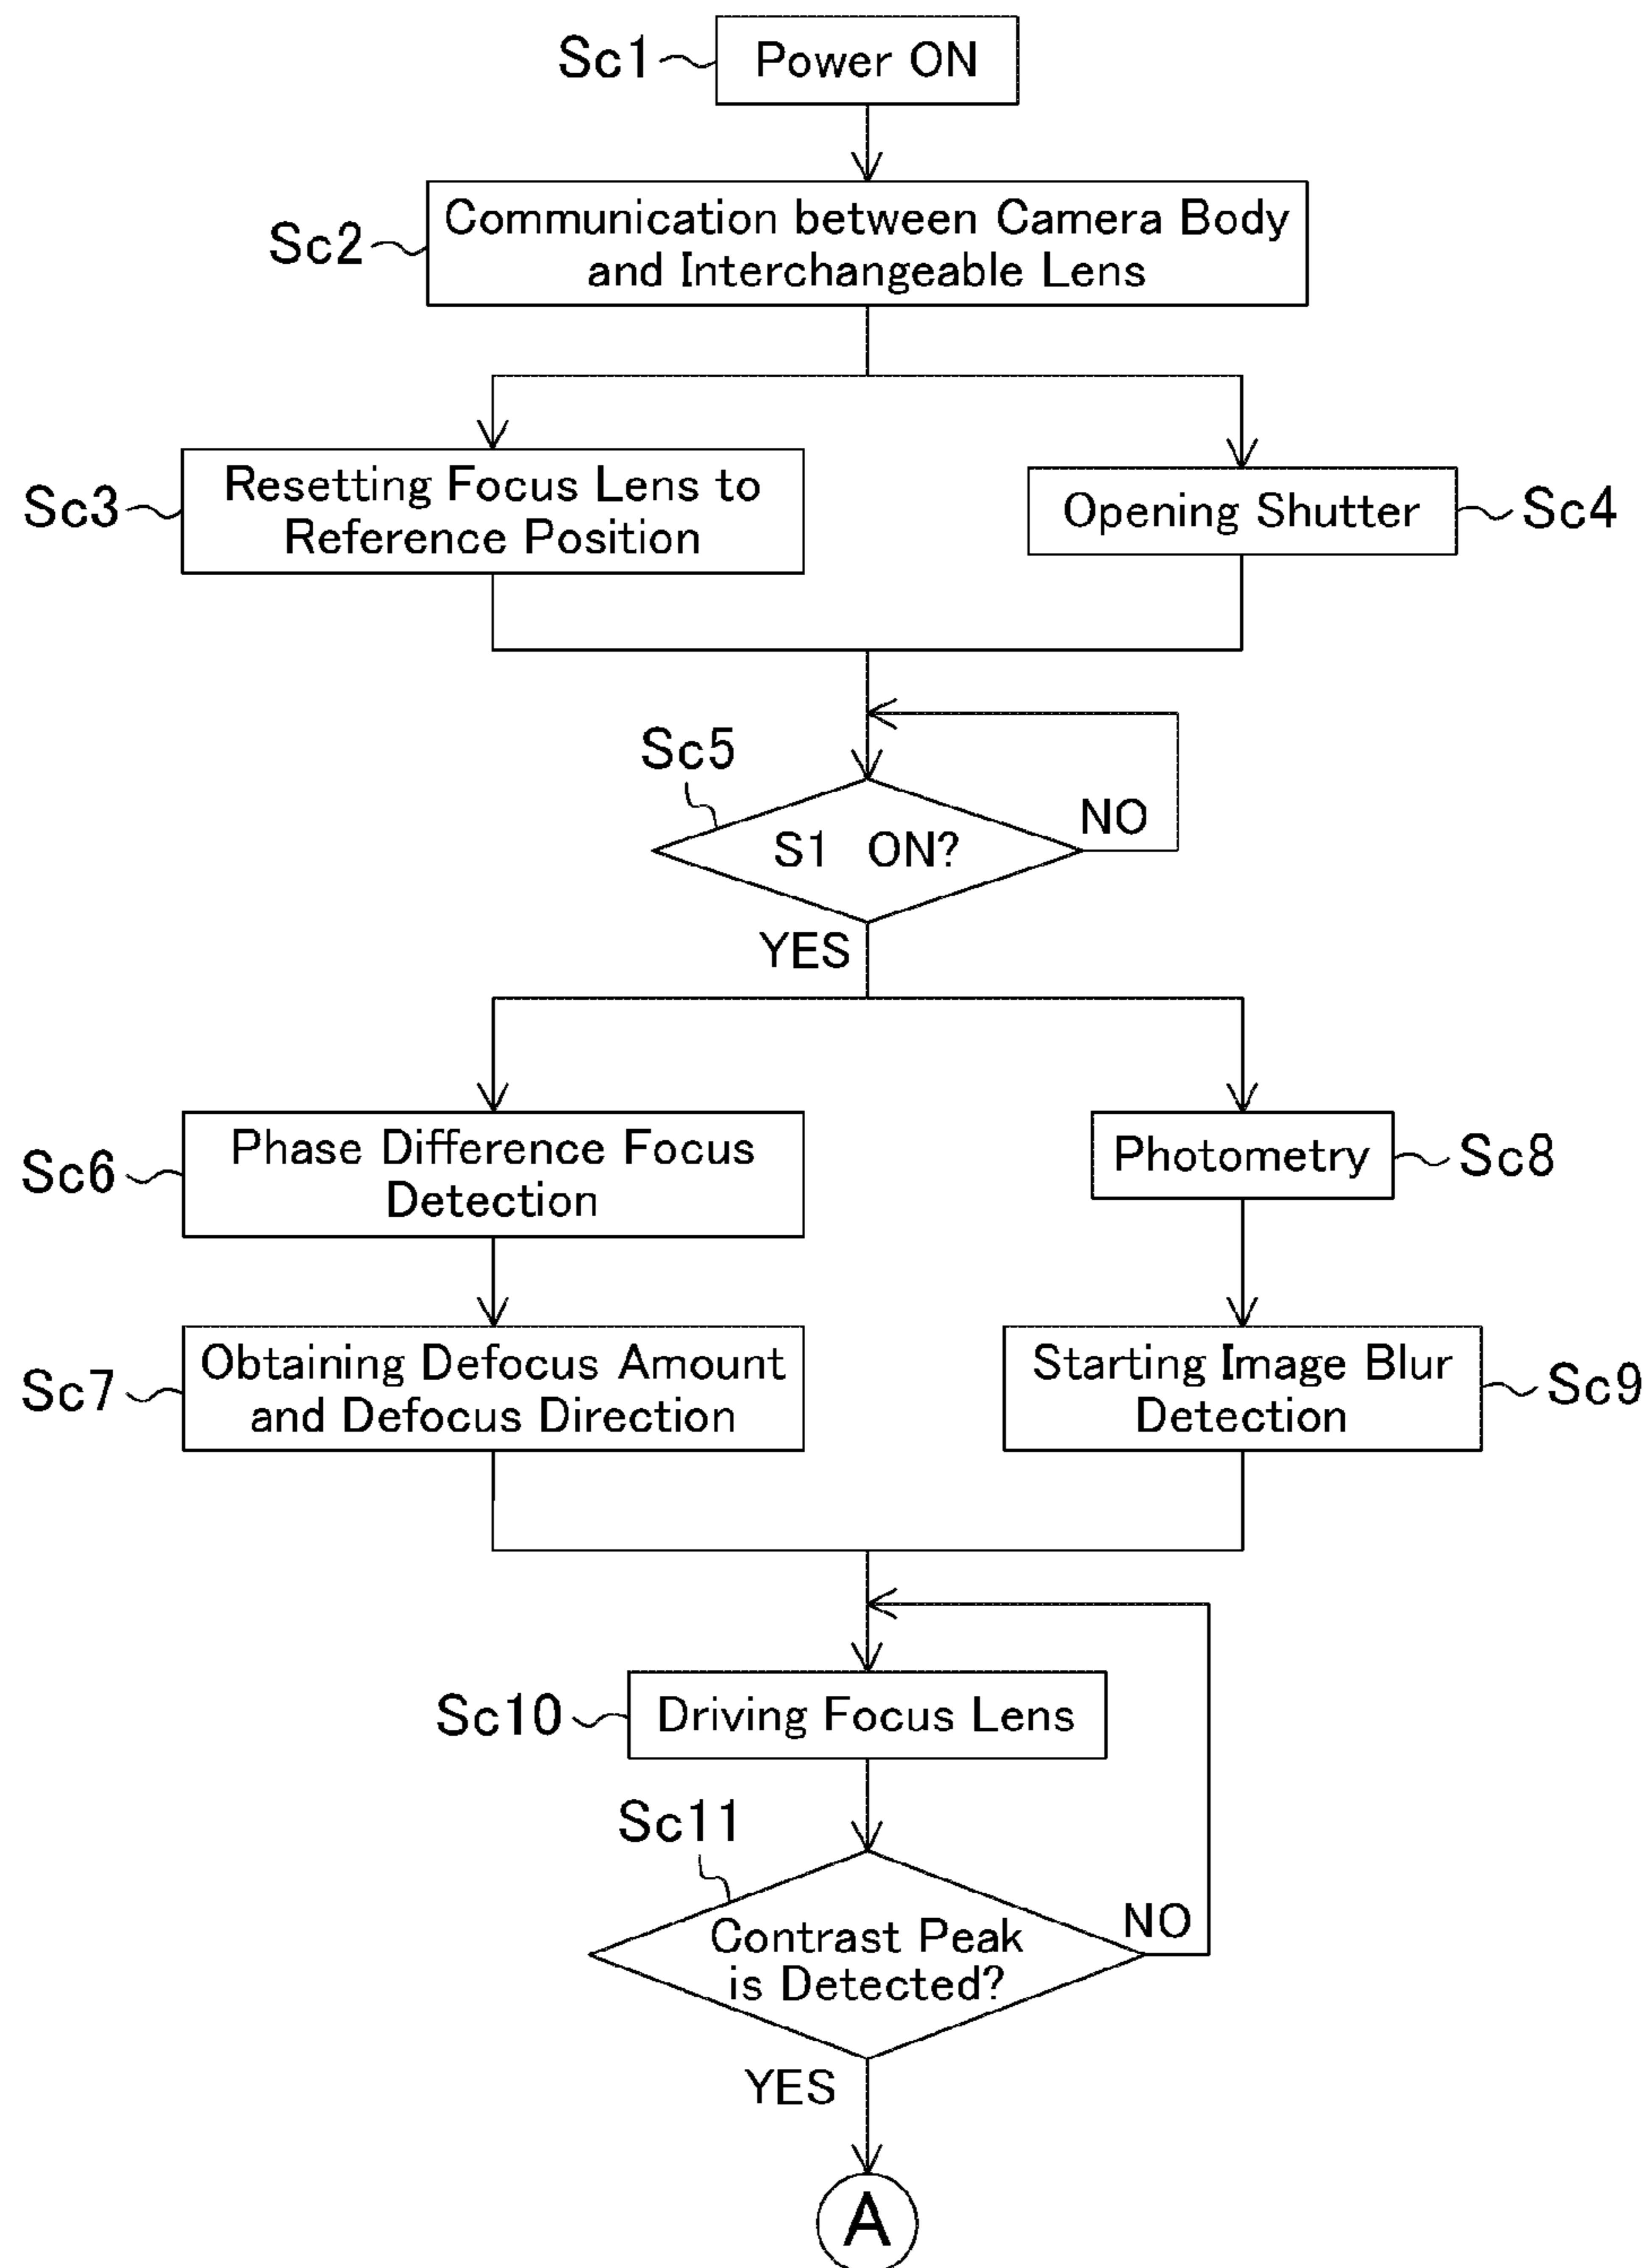 Sc1
Power ON
Sc2
Communication between Camera Body
and Interchangeable Lens
Sc3
Resetting Focus Lens to
Reference Position
Opening Shutter
Sc4
Sc5
S1 ON?
NO
YES
Sc6
Phase Difference Focus
Detection
Photometry
Sc8
Sc7
Obtaining Defocus Amount
and Defocus Direction
Starting Image Blur
Detection
Sc9
Sc10
Driving Focus Lens
Sc11
Contrast Peak
is Detected?
NO
YES
A